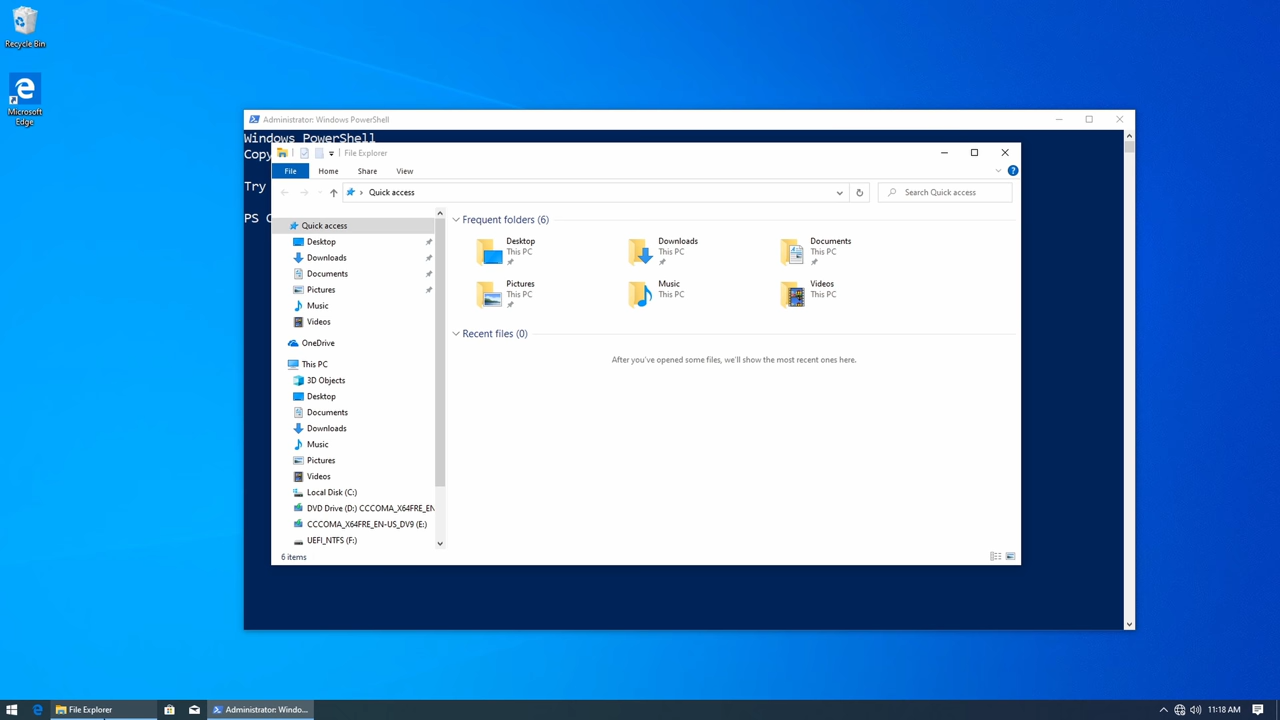 Recycle Bin
Microsoft
Edge
Administrator: Windows PowerShell
Windows PowerShell
Copy
Try
PS C
File Explorer
File
Home
Share
View
Quick access
Search Quick access
Quick access
Desktop
Downloads
Documents
Pictures
Music
Videos
OneDrive
This PC
3D Objects
Desktop
Documents
Downloads
Music
Pictures
Videos
Local Disk (C:)
DVD Drive (D:) CCCOMA_X64FRE_EN
CCCOMA_X64FRE_EN-US_DV9 (E:)
UEFI_NTFS (F:)
Frequent folders (6)
Desktop
This PC
Downloads
This PC
Documents
This PC
Pictures
This PC
Music
This PC
Videos
This PC
Recent files (0)
After you've opened some files, we'll show the most recent ones here.
6 items
File Explorer
Administrator: Windo...
11:18 AM